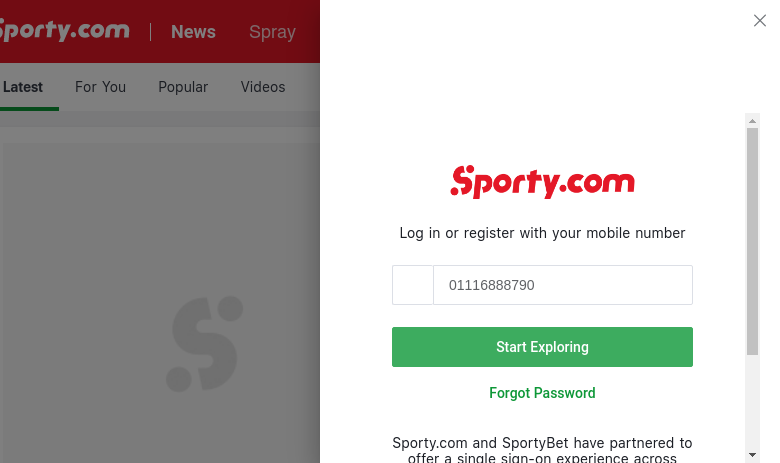 Sporty.com
News
Spray
Latest
For You
Popular
Videos
Sporty.com
Log in or register with your mobile number
01116888790
Start Exploring
Forgot Password
Sporty.com and SportyBet have partnered to
offer a single sign-on experience across